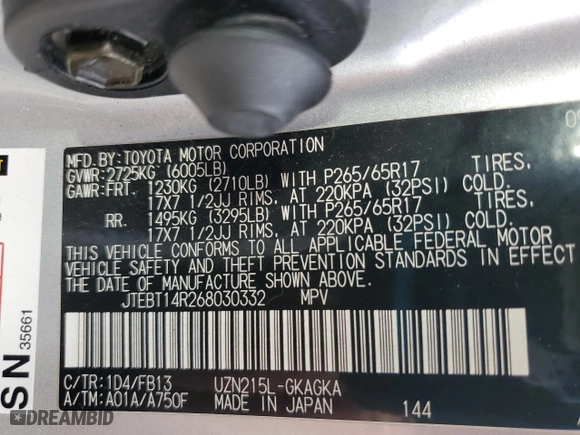 MFD.BY:TOYOTA MOTOR CORPORATION
GVWR:2725KG (6005LB)
GAWR:FRT. 1230KG (2710LB) WITH P265/65R17 TIRES.
17X7 1/2JJ RIMS. AT 220KPA (32PSI) COLD.
RR. 1495KG (3295LB) WITH P265/65R17 TIRES.
17X7 1/2JJ RIMS. AT 220KPA (32PSI) COLD.
THIS VEHICLE CONFORMS TO ALL APPLICABLE FEDERAL MOTOR
VEHICLE SAFETY AND THEFT PREVENTION STANDARDS IN EFFECT
THE DATE OF MANUFACTURE SHOWN ABOVE.
JTEBT14R268030332 MPV
C/TR:1D4/FB13 UZN215L-GKAGKA
A/TM:A01A/A750F MADE IN JAPAN 144
SN 35661
DREAMBID